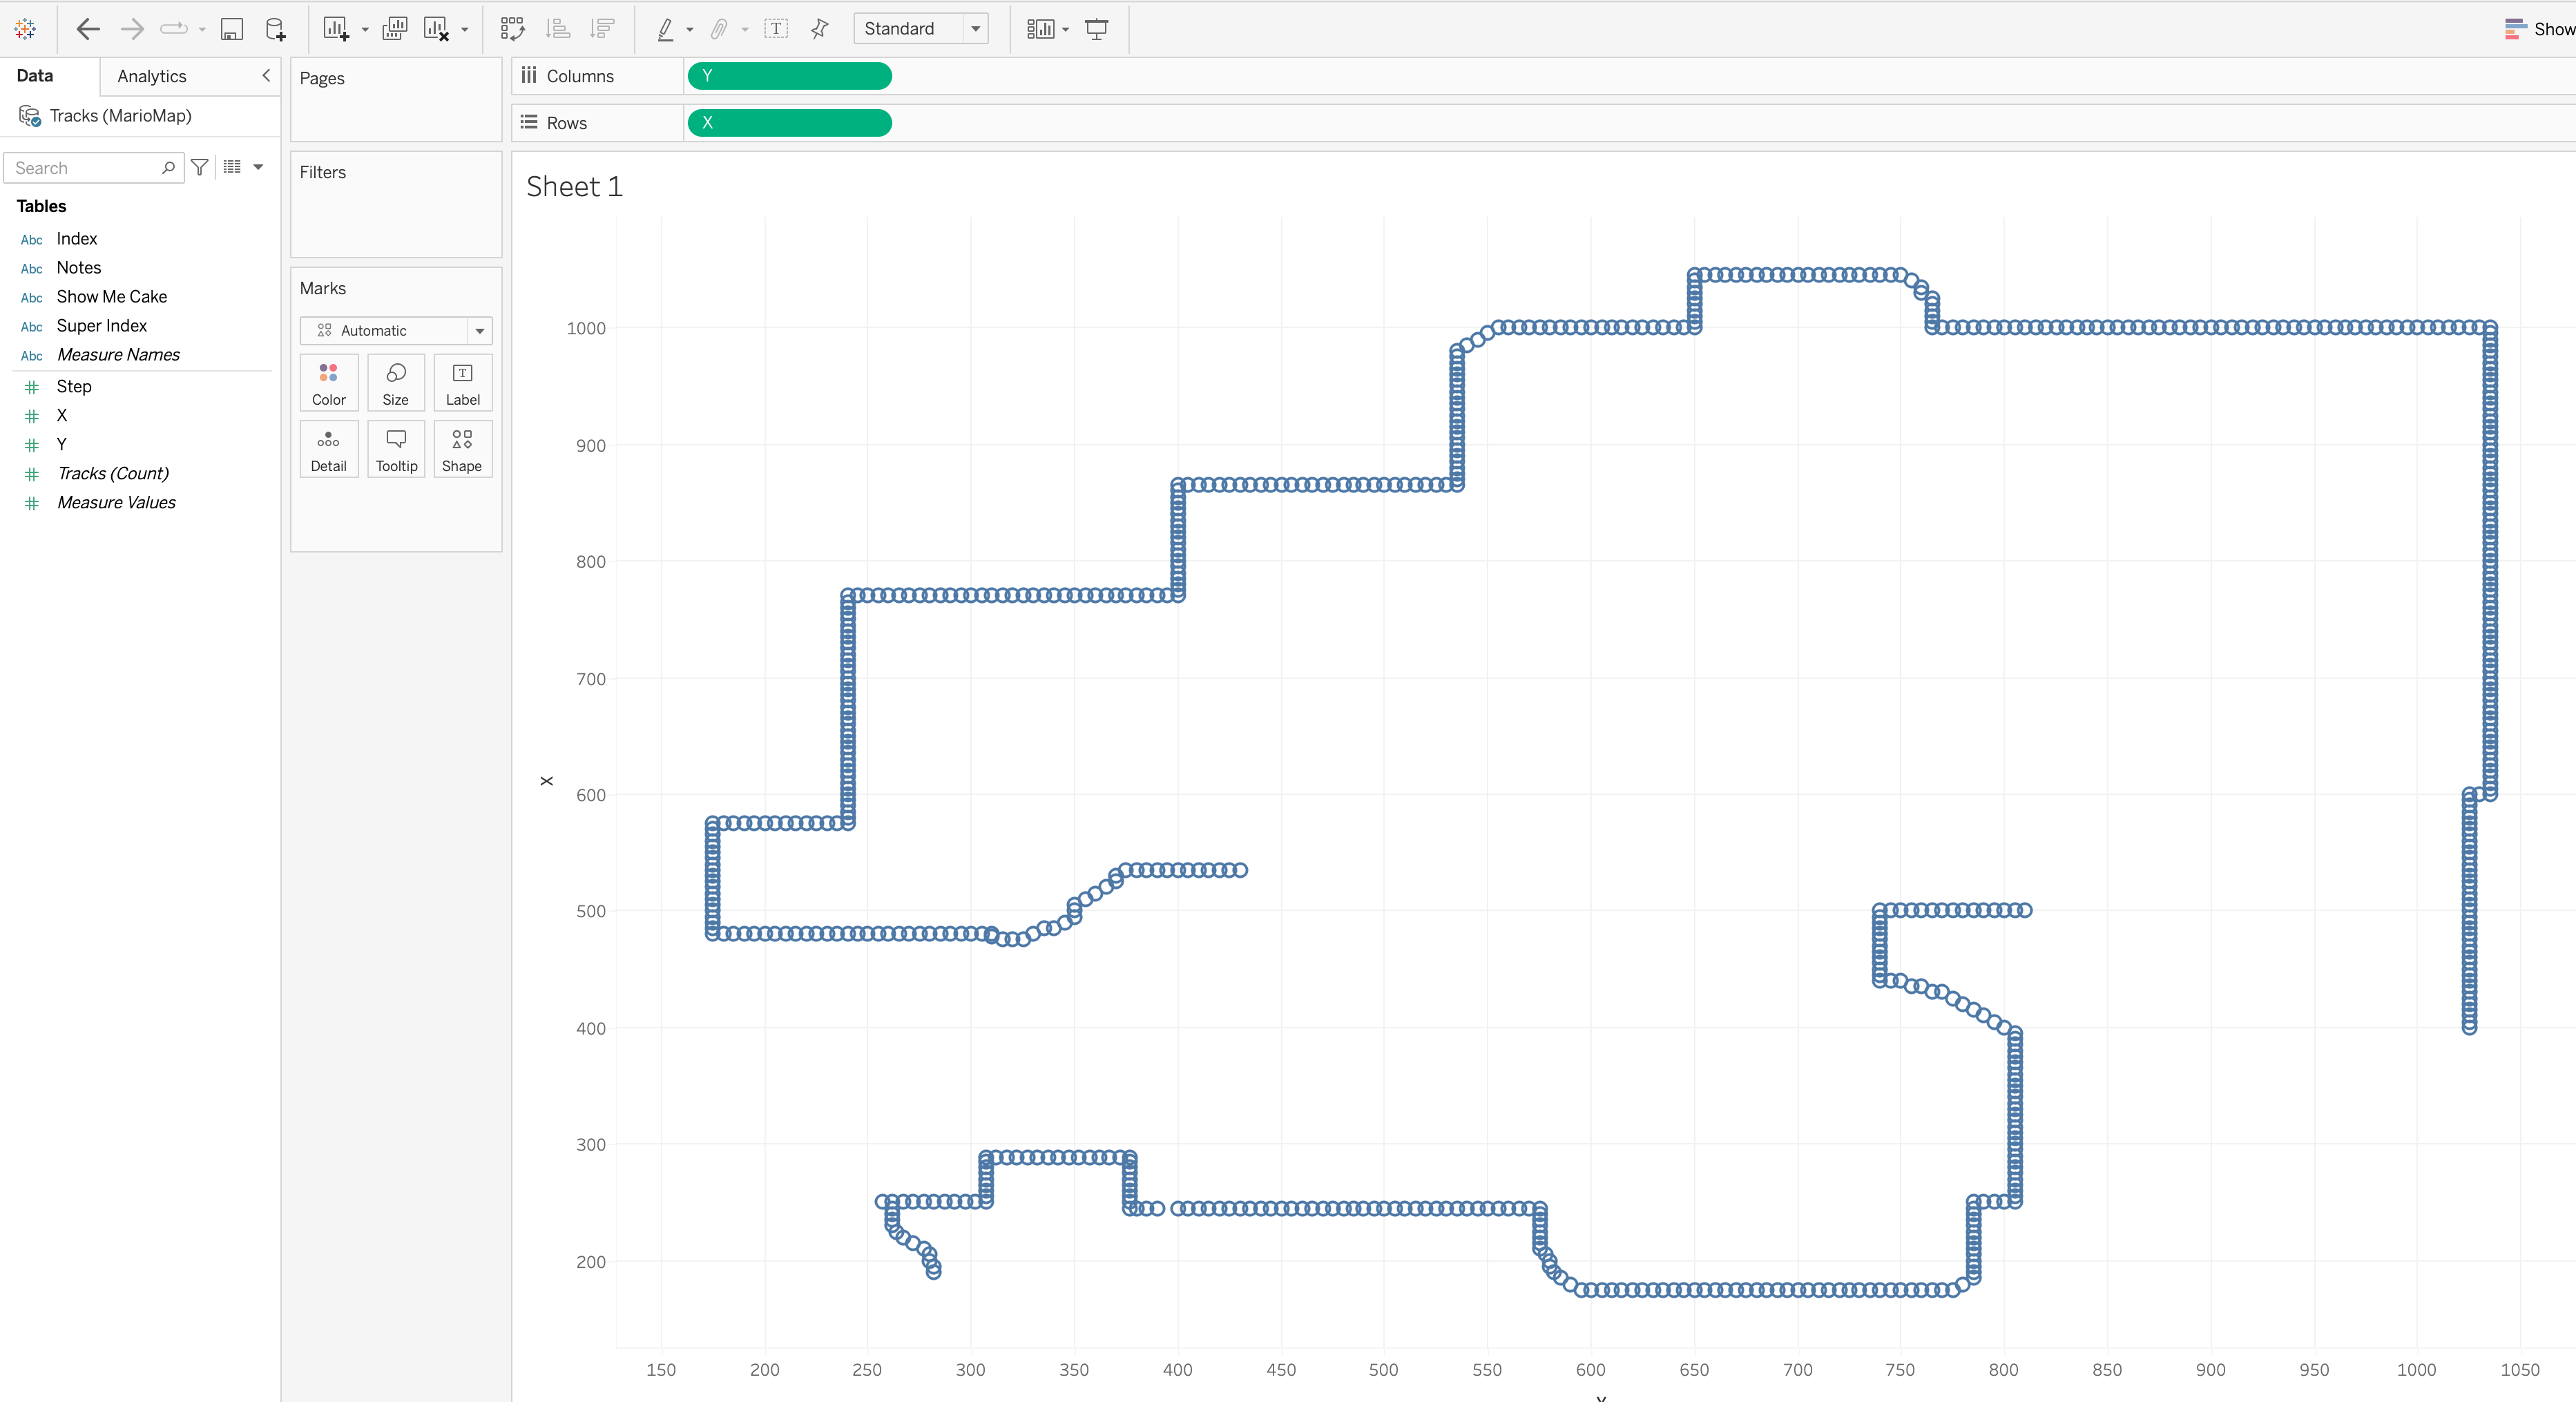 Standard
Show
Data
Analytics
Tracks (MarioMap)
Search
Tables
Abc Index
Abc Notes
Abc Show Me Cake
Abc Super Index
Abc Measure Names
# Step
# X
# Y
# Tracks (Count)
# Measure Values
Pages
Filters
Marks
Automatic
Color
Size
T
Label
Detail
Tooltip
Shape
Columns
Y
Rows
X
Sheet 1
1000
900
800
700
600
500
400
300
200
X
150 200 250 300 350 400 450 500 550 600 650 700 750 800 850 900 950 1000 1050